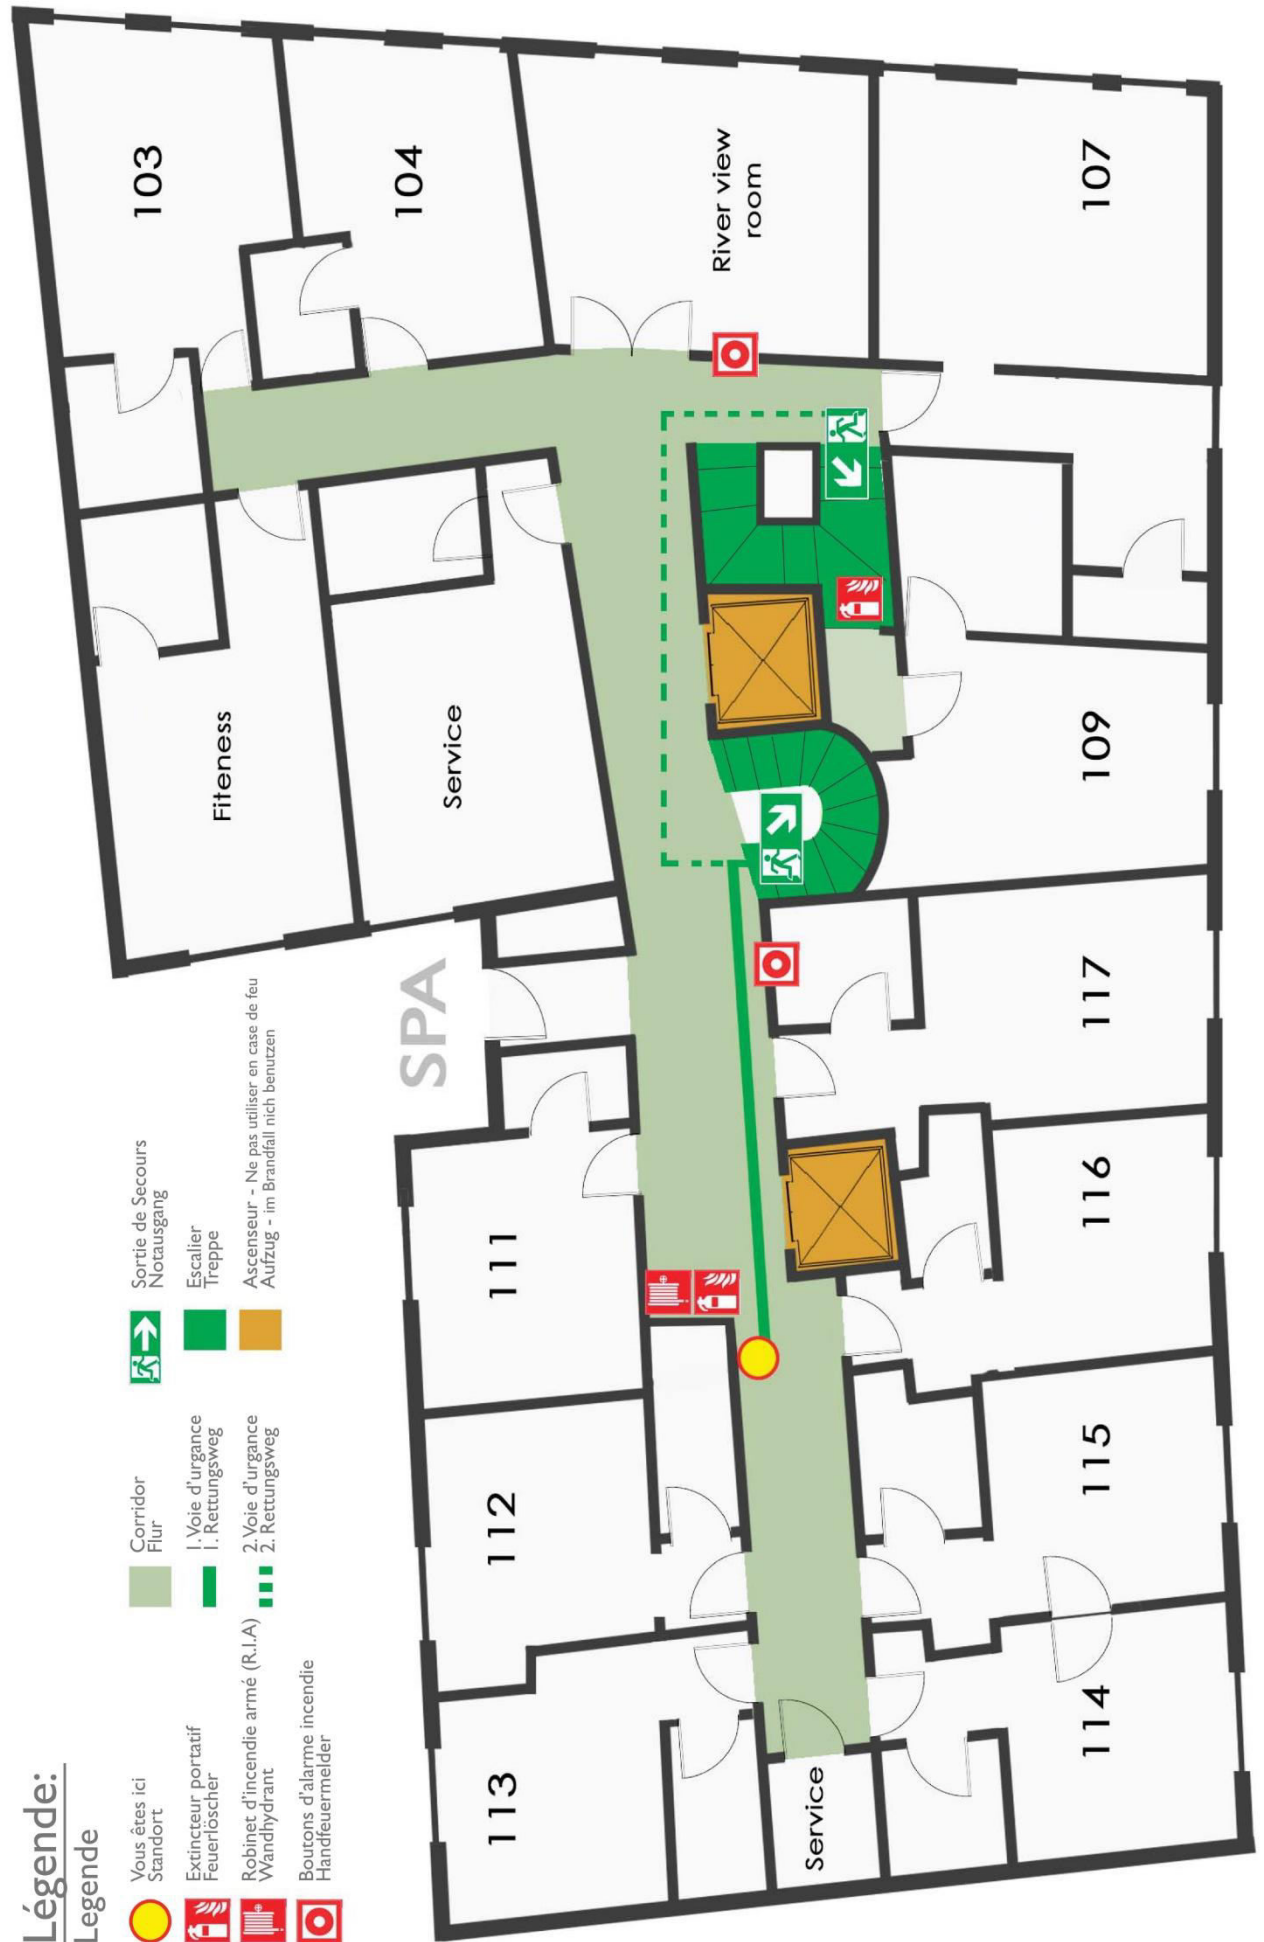 Légende:
Legende
Vous êtes ici
Standort
Extincteur portatif
Feuerlöscher
Robinet d'incendie armé (R.I.A)
Wandhydrant
Boutons d'alarme incendie
Handfeuermelder
Corridor
Flur
1. Voie d'urgance
1. Rettungsweg
2. Voie d'urgance
2. Rettungsweg
Sortie de Secours
Notausgang
Escalier
Treppe
Ascenseur - Ne pas utiliser en case de feu
Aufzug - im Brandfall nich benutzen
SPA
Fiteness
103
Service
104
River view
room
113
112
111
Service
107
114
115
116
117
109